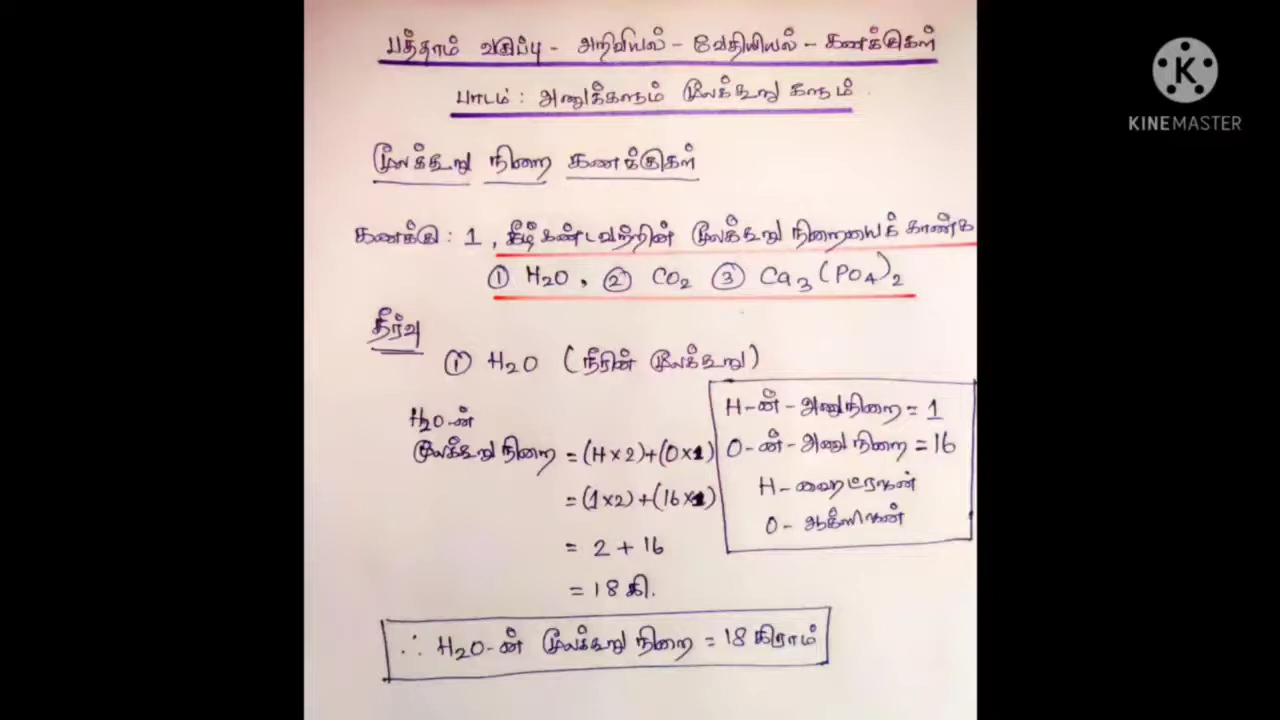 பத்தாம் வகுப்பு - அறிவியல் - வேதியியல் - கணக்குகள்
பாடம் : அணுக்களும் மூலக்கூறுகளும்
KINEMASTER
மூலக்கூறு நிறை கணக்குகள்
கணக்கு : 1, கீழ்கண்டவற்றின் மூலக்கூறு நிறையைக் காண்க
① H₂O, ② CO₂ ③ Ca₃(PO₄)₂
தீர்வு
① H₂O (நீரின் மூலக்கூறு)
H₂O-ன்
மூலக்கூறு நிறை = (H×2)+(O×1)
= (1×2)+(16×1)
= 2 + 16
= 18 கி.
H-ன் - அணுநிறை = 1
O-ன் - அணு நிறை = 16
H - ஹைட்ரஜன்
O - ஆக்ஸிஜன்
∴ H₂O-ன் மூலக்கூறு நிறை = 18 கிராம்